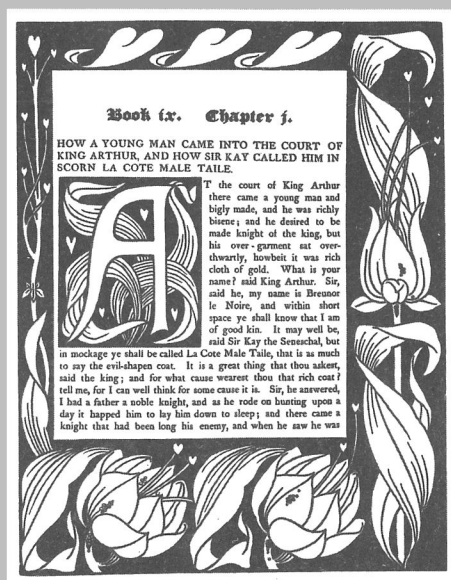 Book ix. Chapter j.
HOW A YOUNG MAN CAME INTO THE COURT OF
KING ARTHUR, AND HOW SIR KAY CALLED HIM IN
SCORN LA COTE MALE TAILE.
AT the court of King Arthur
there came a young man and
bigly made, and he was richly
bisene; and he desired to be
made knight of the king, but
his over-garment sat over-
thwartly, howbeit it was rich
cloth of gold. What is your
name? said King Arthur. Sir,
said he, my name is Breunor
le Noire, and within short
space ye shall know that I am
of good kin. It may well be,
said Sir Kay the Seneschal, but
in mockage ye shall be called La Cote Male Taile, that is as much
to say the evil-shapen coat. It is a great thing that thou askest,
said the king; and for what cause wearest thou that rich coat?
tell me, for I can well think for some cause it is. Sir, he answered,
I had a father a noble knight, and as he rode on hunting upon a
day it happed him to lay him down to sleep; and there came a
knight that had been long his enemy, and when he saw he was